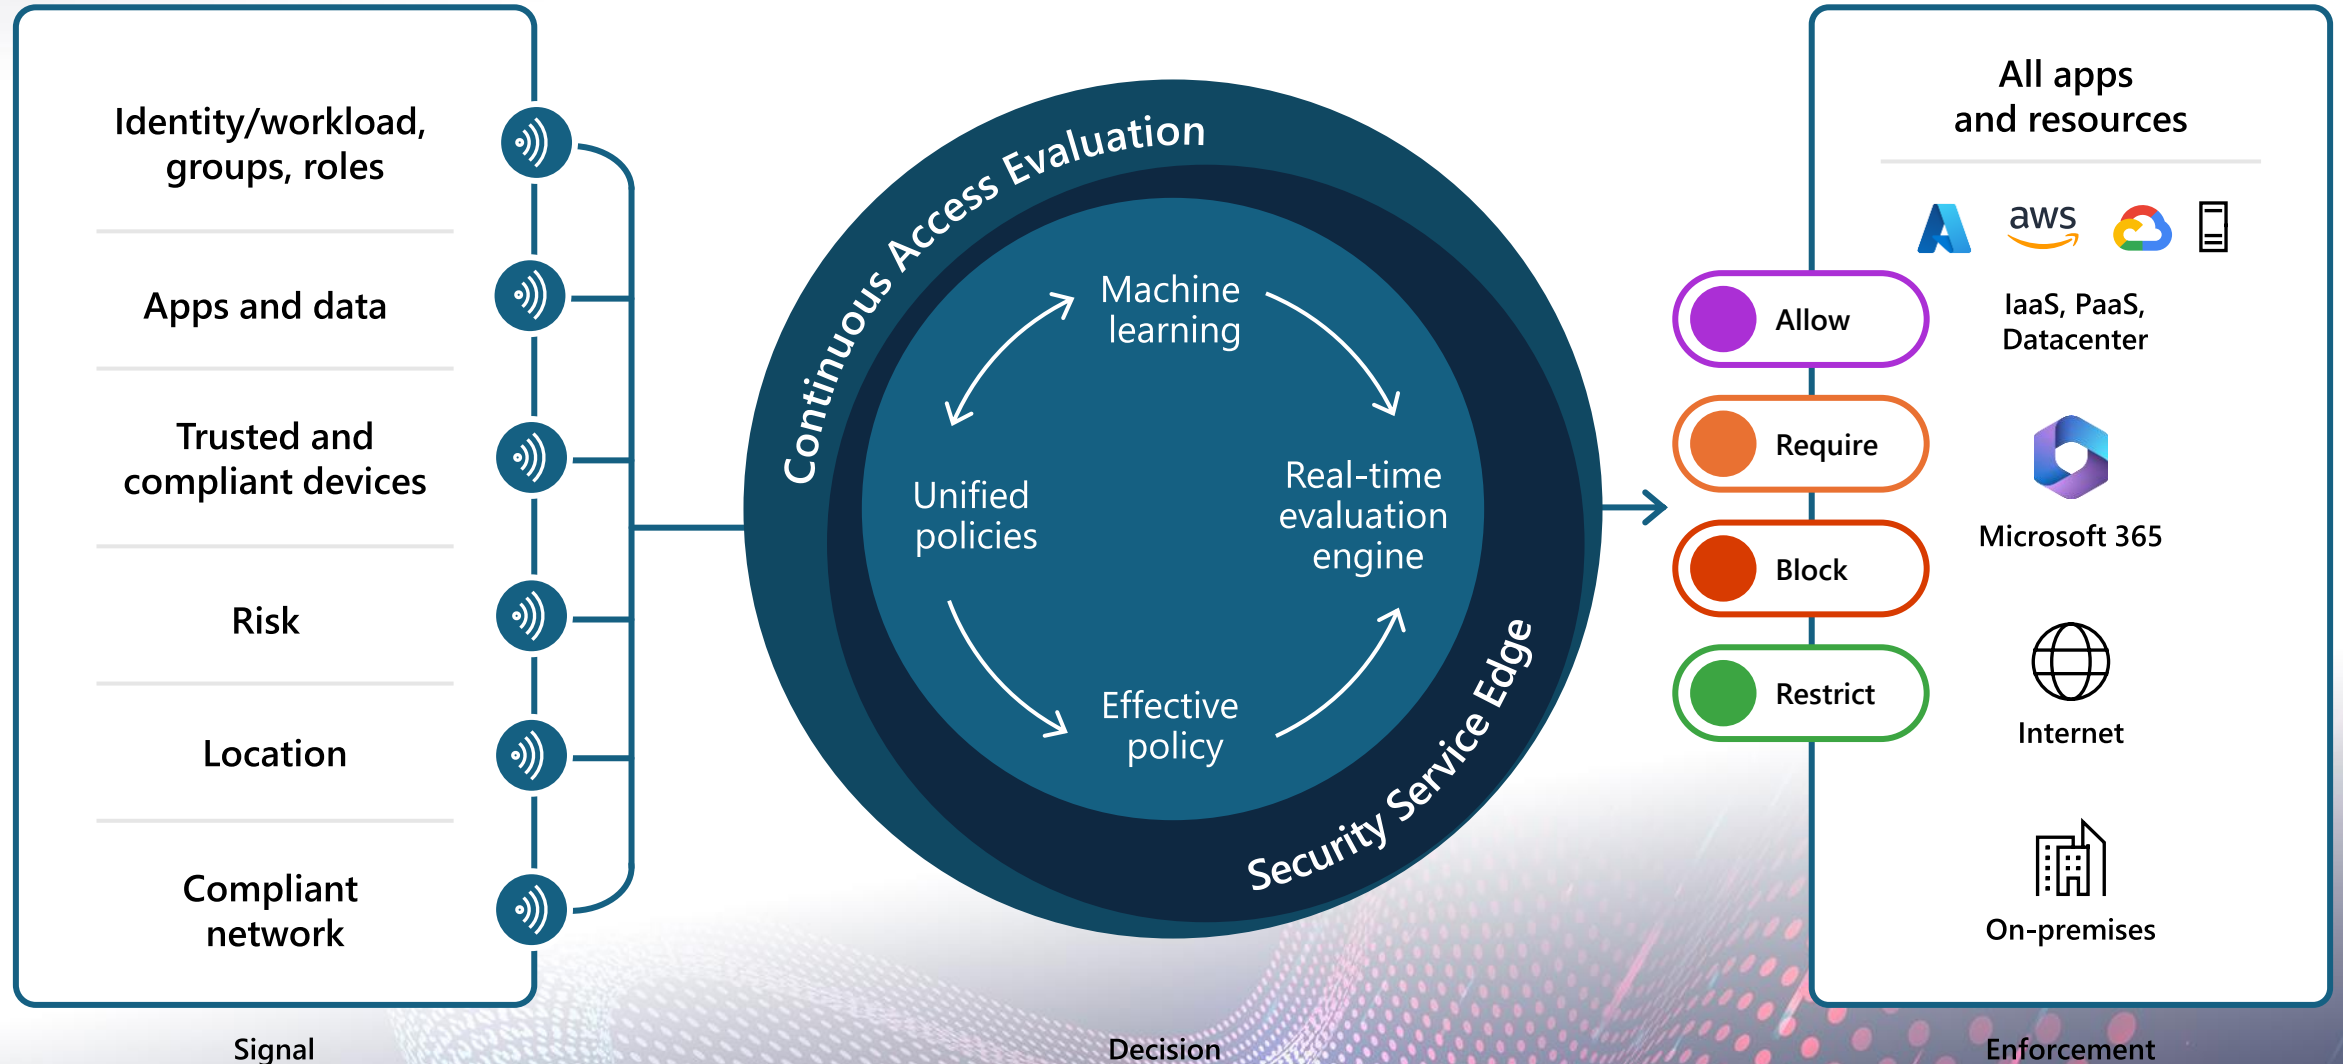 Identity/workload,
groups, roles
Apps and data
Trusted and
compliant devices
Risk
Location
Compliant
network
Signal
Continuous Access Evaluation
Machine
learning
Unified
policies
Real-time
evaluation
engine
Effective
policy
Security Service Edge
Decision
Allow
Require
Block
Restrict
All apps
and resources
aws
IaaS, PaaS,
Datacenter
Microsoft 365
Internet
On-premises
Enforcement